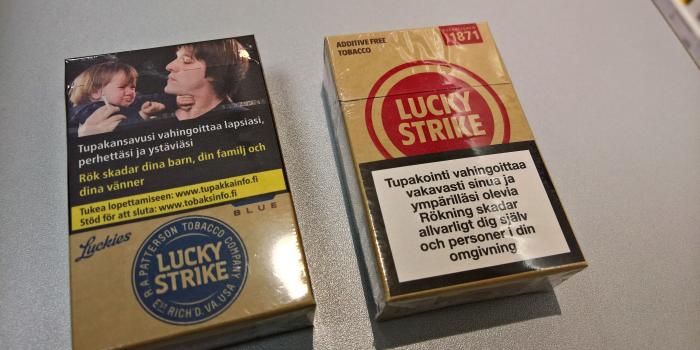 Tupakansavusi vahingoittaa lapsiasi,
perhettäsi ja ystäviäsi
Rök skadar dina barn, din familj och
dina vänner
Tukea lopettamiseen: www.tupakkainfo.fi
Stöd för att sluta: www.tobaksinfo.fi
BLUE
Luckies
R.A. PATTERSON TOBACCO COMPANY
LUCKY
STRIKE
EST RICH'D. VA. USA
ADDITIVE FREE
TOBACCO
1871
LUCKY
STRIKE
Tupakointi vahingoittaa
vakavasti sinua ja
ympärilläsi olevia
Rökning skadar
allvarligt dig själv
och personer i din
omgivning